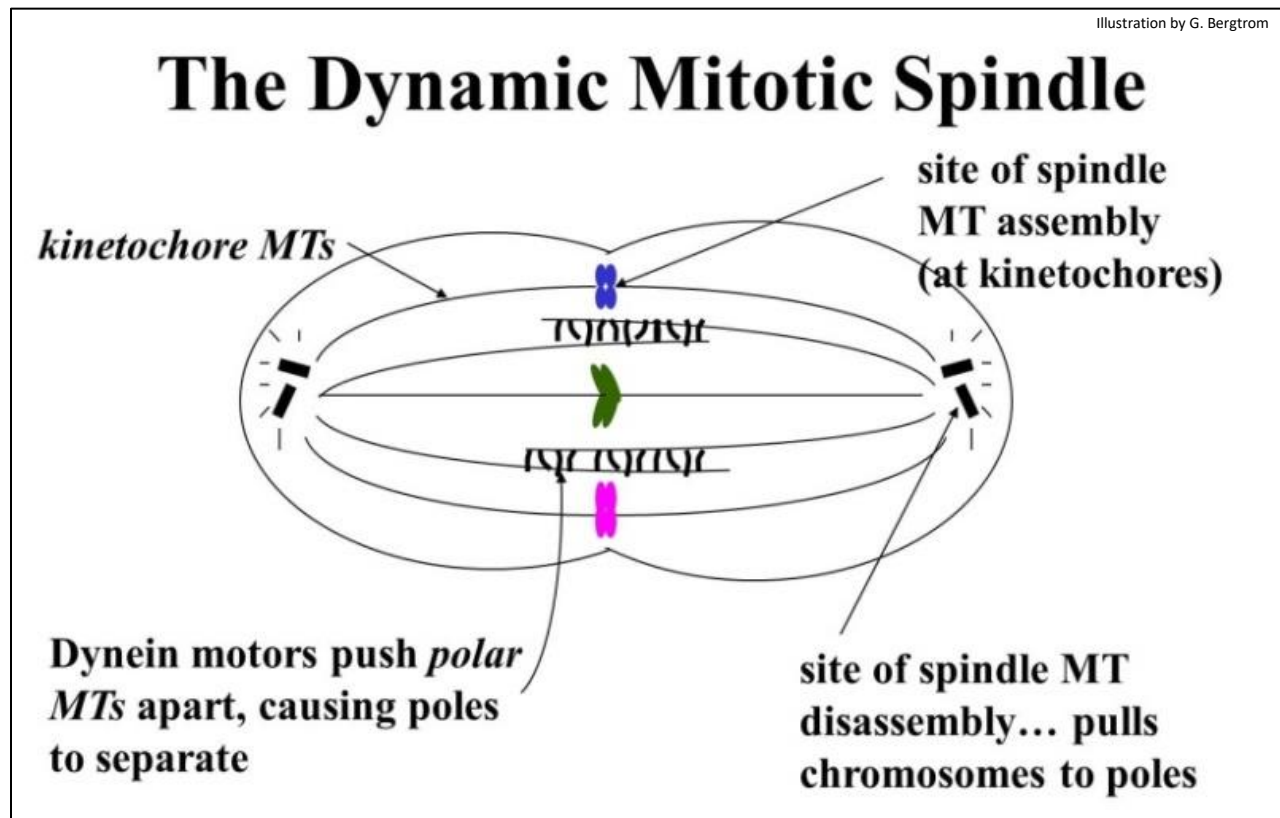 Illustration by G. Bergtrom
The Dynamic Mitotic Spindle
kinetochore MTs
site of spindle
MT assembly
(at kinetochores)
Dynein motors push polar
MTs apart, causing poles
to separate
site of spindle MT
disassembly… pulls
chromosomes to poles